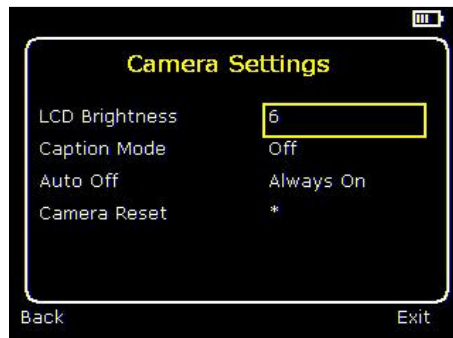 Camera Settings
LCD Brightness 6
Caption Mode Off
Auto Off Always On
Camera Reset *
Back Exit